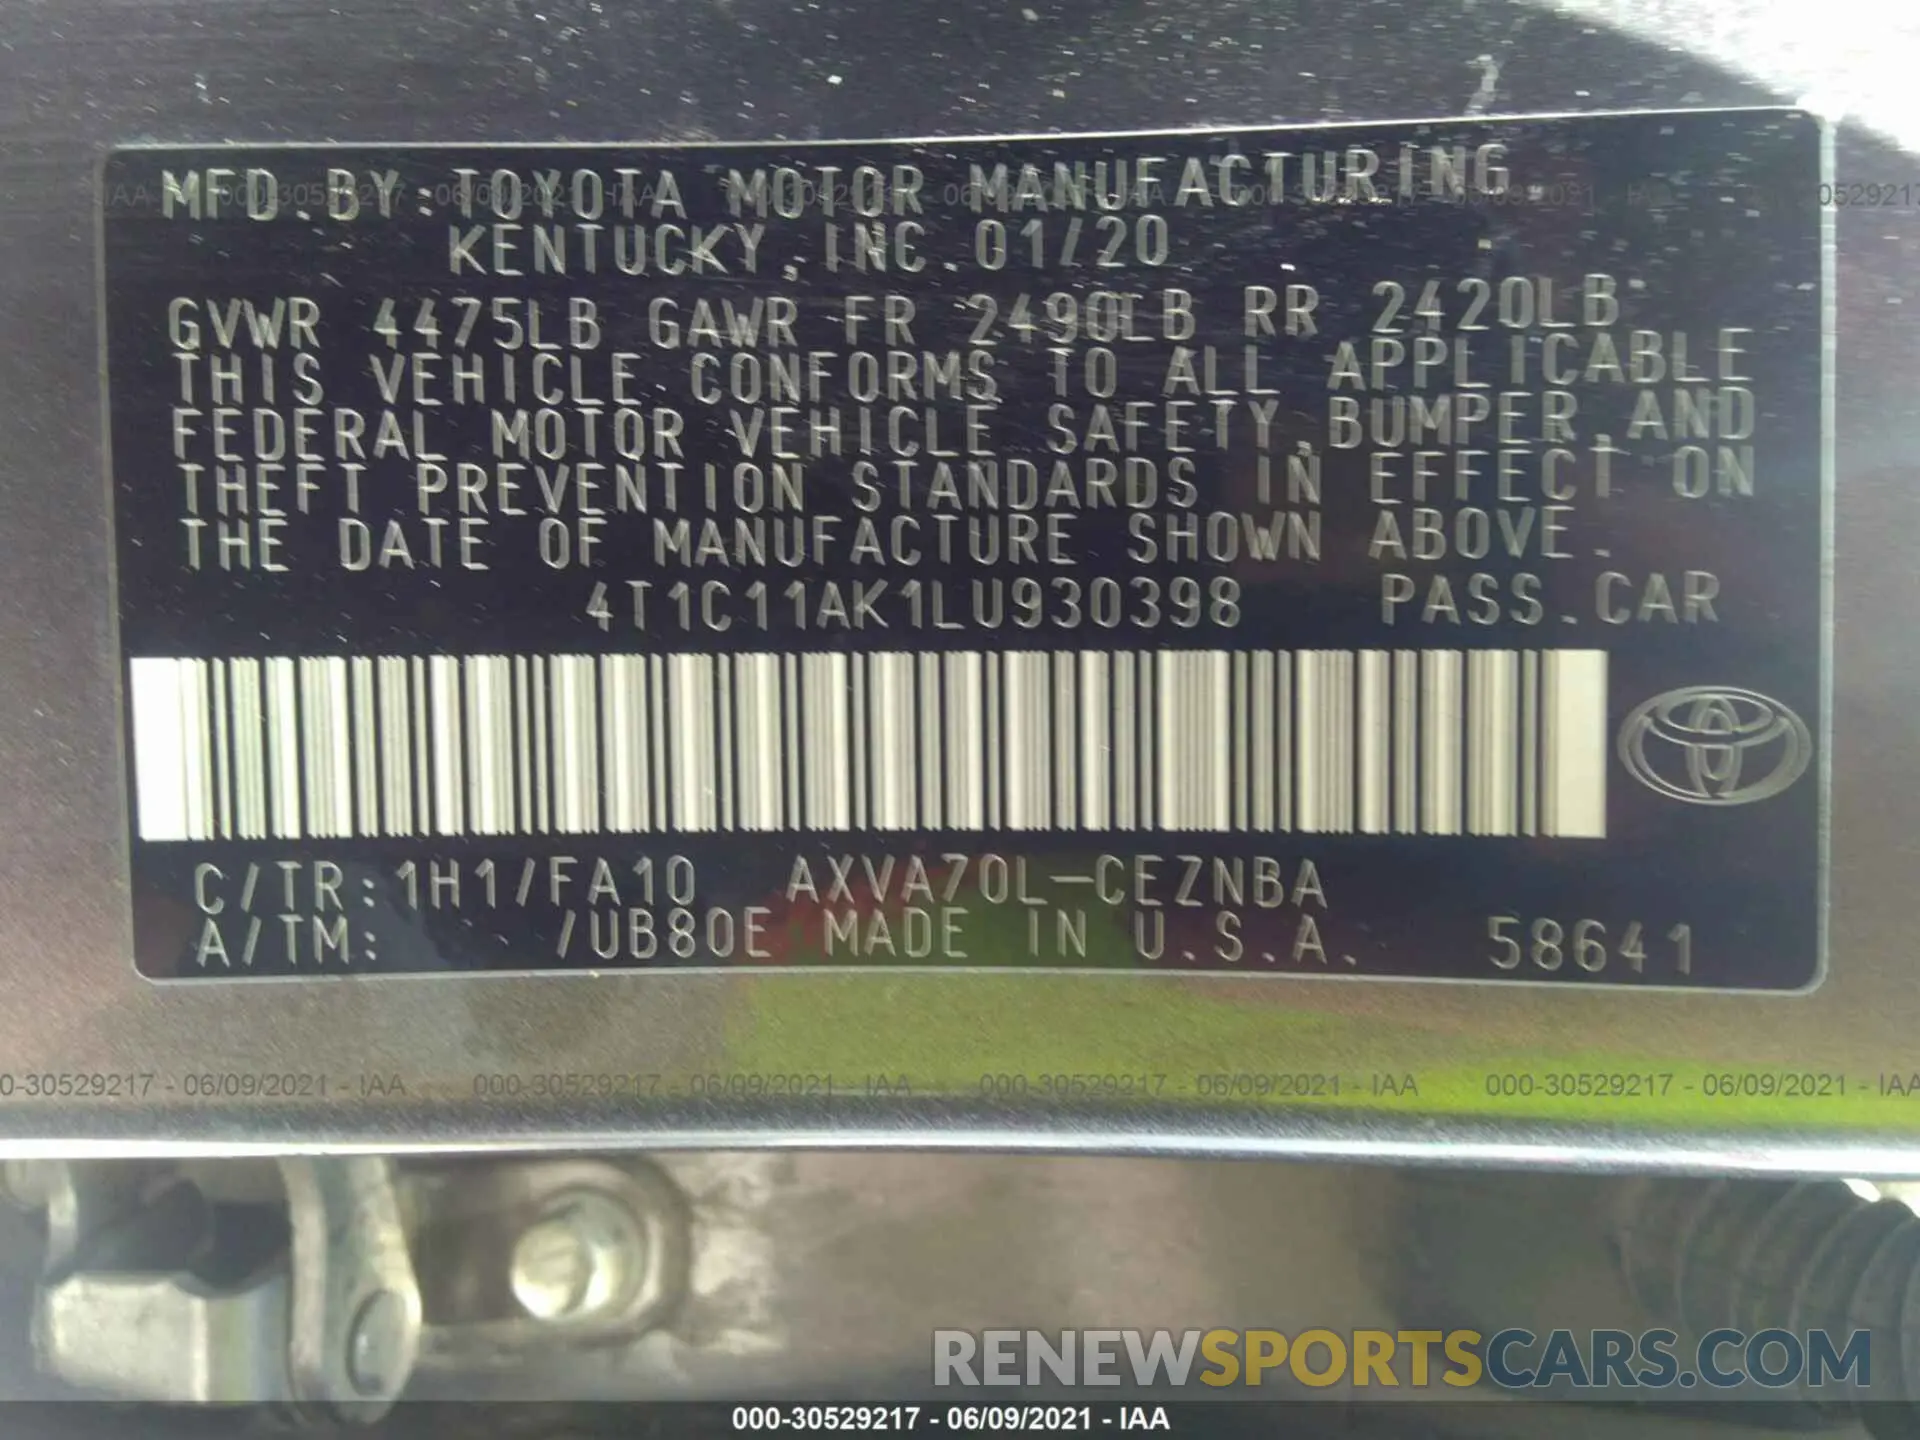 MFD.BY:TOYOTA MOTOR MANUFACTURING
KENTUCKY,INC.01/20
GVWR 4475LB GAWR FR 2490LB RR 2420LB
THIS VEHICLE CONFORMS TO ALL APPLICABLE
FEDERAL MOTOR VEHICLE SAFETY,BUMPER,AND
THEFT PREVENTION STANDARDS IN EFFECT ON
THE DATE OF MANUFACTURE SHOWN ABOVE.
4T1C11AK1LU930398 PASS.CAR
C/TR:1H1/FA10 AXVA70L-CEZNBA
A/TM: /UB80E MADE IN U.S.A. 58641
0-30529217 - 06/09/2021 - IAA 000-30529217 - 06/09/2021 - IAA 000-30529217 - 06/09/2021 - IAA 000-30529217 - 06/09/2021 - IAA
RENEWSPORTSCARS.COM
000-30529217 - 06/09/2021 - IAA